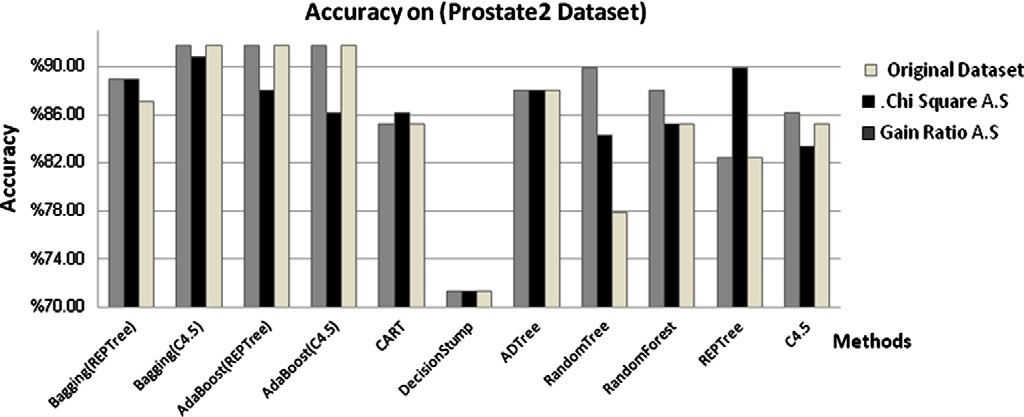 Accuracy on (Prostate2 Dataset)
Accuracy
%90.00
%86.00
%82.00
%78.00
%74.00
%70.00
Bagging(REPTree)
Bagging(C4.5)
AdaBoost(REPTree)
AdaBoost(C4.5)
CART
DecisionStump
ADTree
RandomTree
RandomForest
REPTree
C4.5
Methods
Original Dataset
.Chi Square A.S
Gain Ratio A.S